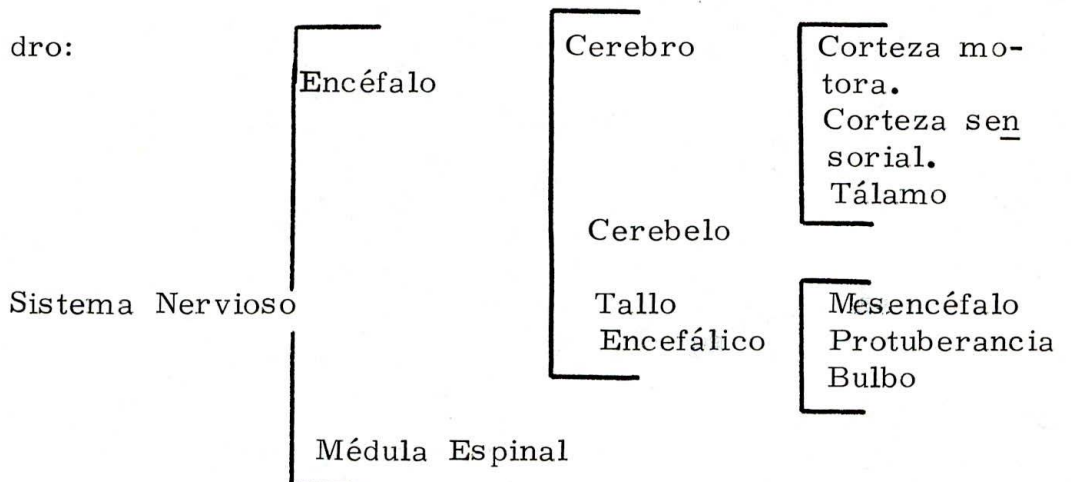 dro:
Encéfalo
Cerebro
Corteza mo-
tora.
Corteza sen
sorial.
Tálamo
Cerebelo
Sistema Nervioso
Tallo
Encefálico
Mesencéfalo
Protuberancia
Bulbo
Médula Espinal